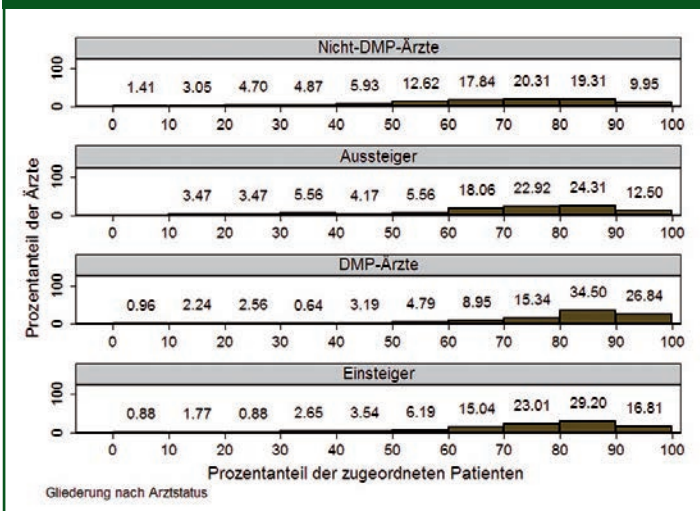 Nicht-DMP-Ärzte
100
0
1.41 3.05 4.70 4.87 5.93 12.62 17.84 20.31 19.31 9.95
0 10 20 30 40 50 60 70 80 90 100
Aussteiger
100
0
3.47 3.47 5.56 4.17 5.56 18.06 22.92 24.31 12.50
0 10 20 30 40 50 60 70 80 90 100
DMP-Ärzte
100
0
0.96 2.24 2.56 0.64 3.19 4.79 8.95 15.34 34.50 26.84
0 10 20 30 40 50 60 70 80 90 100
Einsteiger
100
0
0.88 1.77 0.88 2.65 3.54 6.19 15.04 23.01 29.20 16.81
0 10 20 30 40 50 60 70 80 90 100
Prozentanteil der Ärzte
Prozentanteil der zugeordneten Patienten
Gliederung nach Arztstatus